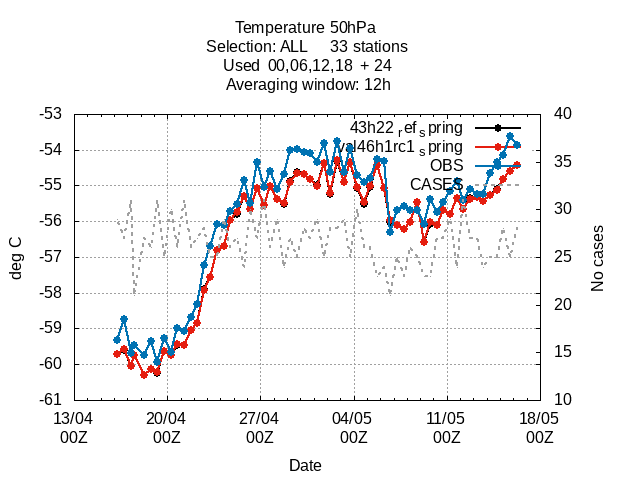 Temperature 50hPa
Selection: ALL 33 stations
Used 00,06,12,18 + 24
Averaging window: 12h
43h22_ref_spring
val46h1rc1_spring
OBS
CASES
-53
-54
-55
-56
-57
-58
-59
-60
-61
deg C
40
35
30
25
20
15
10
No cases
13/04 20/04 27/04 04/05 11/05 18/05
00Z 00Z 00Z 00Z 00Z 00Z
Date